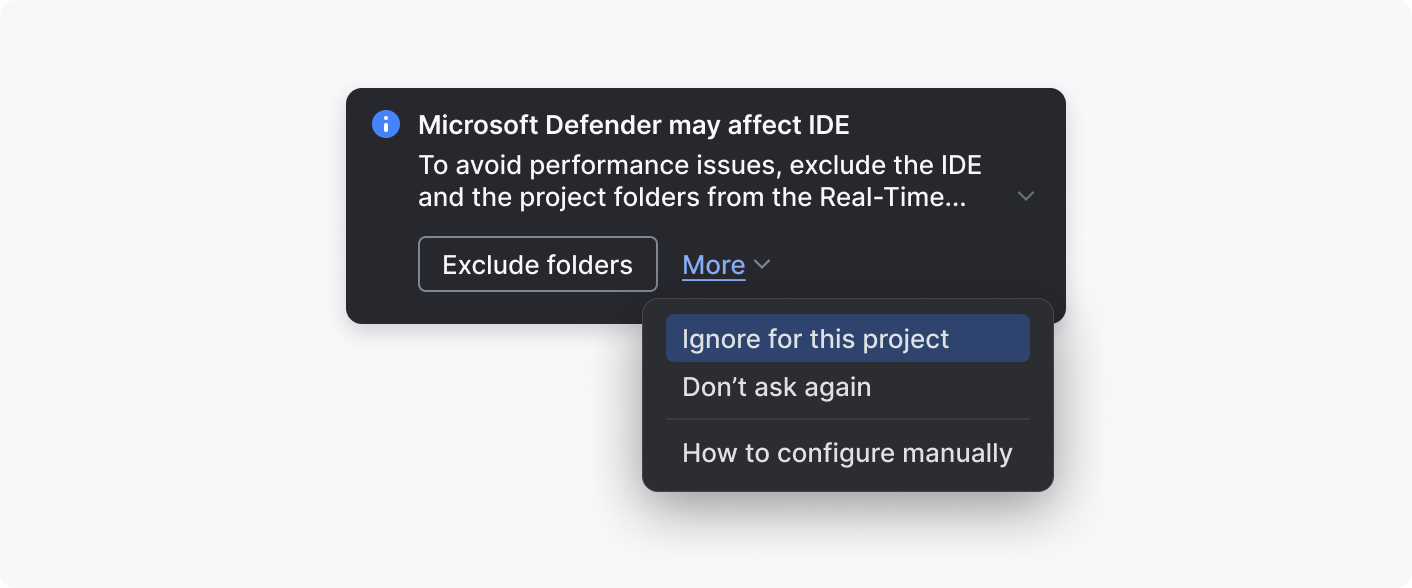 Microsoft Defender may affect IDE
To avoid performance issues, exclude the IDE
and the project folders from the Real-Time...
Exclude folders
More
Ignore for this project
Don’t ask again
How to configure manually